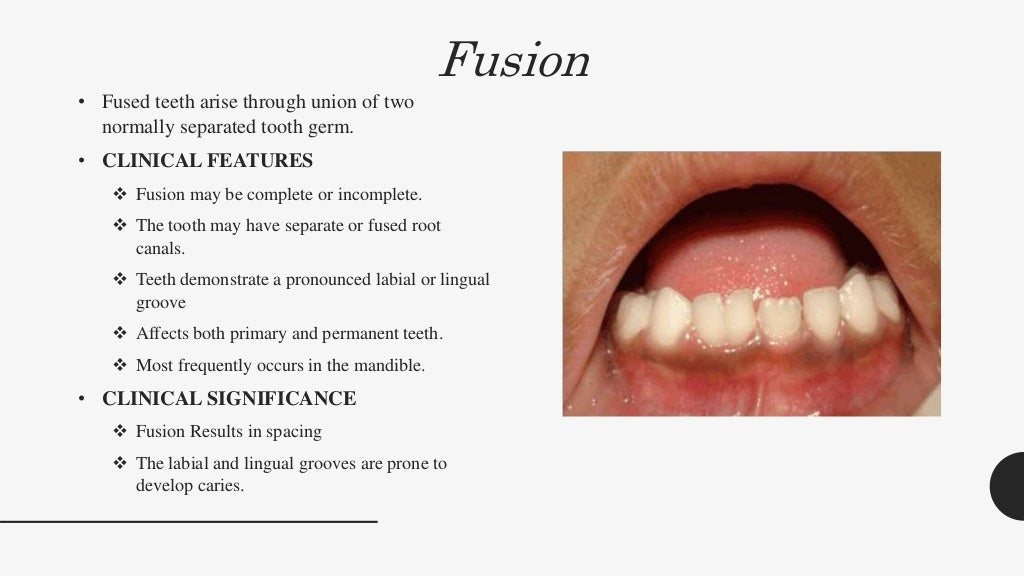 Fusion
• Fused teeth arise through union of two
normally separated tooth germ.
• CLINICAL FEATURES
❖ Fusion may be complete or incomplete.
❖ The tooth may have separate or fused root
canals.
❖ Teeth demonstrate a pronounced labial or lingual
groove
❖ Affects both primary and permanent teeth.
❖ Most frequently occurs in the mandible.
• CLINICAL SIGNIFICANCE
❖ Fusion Results in spacing
❖ The labial and lingual grooves are prone to
develop caries.